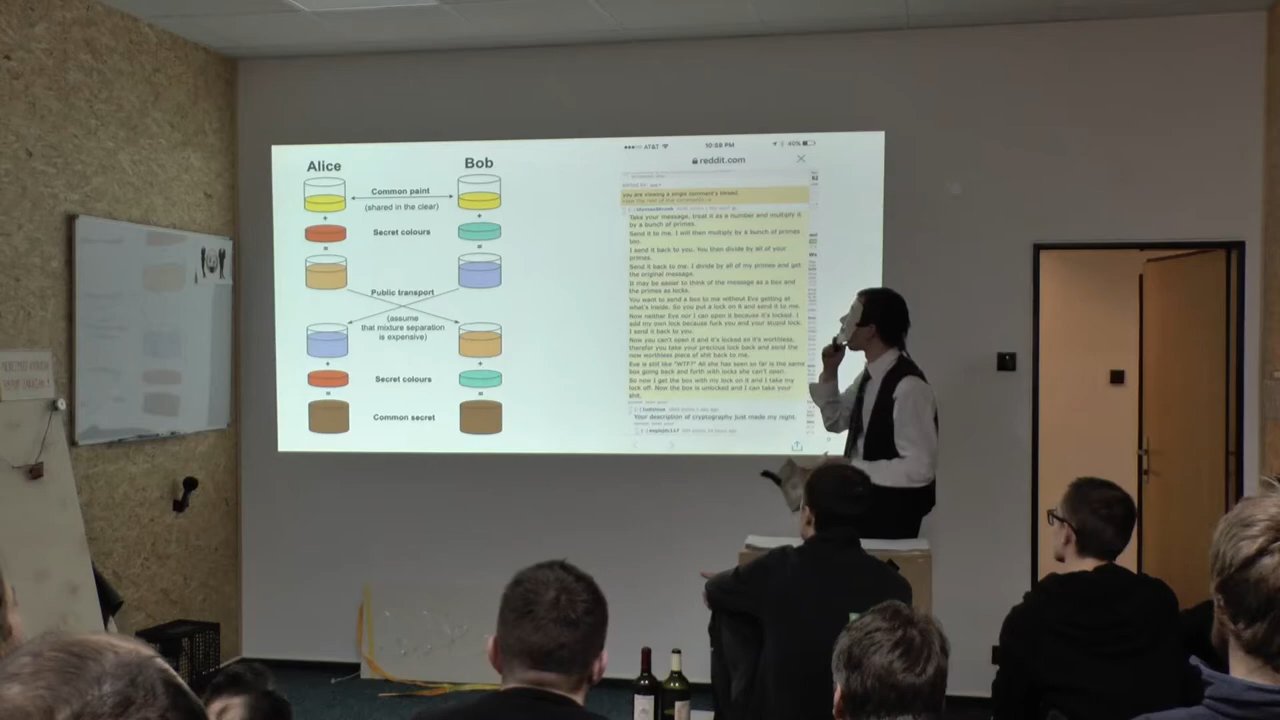 Alice
Bob
Common paint
(shared in the clear)
+
+
Secret colours
=
=
Public transport
(assume
that mixture separation
is expensive)
+
+
Secret colours
=
=
Common secret
AT&T
10:59 PM
40%
reddit.com
you are viewing a single comment's thread.
Take your message, treat it as a number and multiply it
by a bunch of primes.
Send it to me. I will then multiply by a bunch of primes
too.
I send it back to you. You then divide by all of your
primes.
Send it back to me. I divide by all of my primes and get
the original message.
It may be easier to think of the message as a box and
the primes as locks.
You want to send a box to me without Eve getting at
what's inside. So you put a lock on it and send it to me.
Now neither Eve nor I can open it because it's locked. I
add my own lock because fuck you and your stupid lock.
I send it back to you.
Now you can't open it and it's locked so it's worthless,
therefor you take your precious lock back and send the
now worthless piece of shit back to me.
Eve is still like "WTF?" All she has seen so far is the same
box going back and forth with locks she can't open.
So now I get the box with my lock on it and I take my
lock off. Now the box is unlocked and I can take your
shit.
Your description of cryptography just made my night.